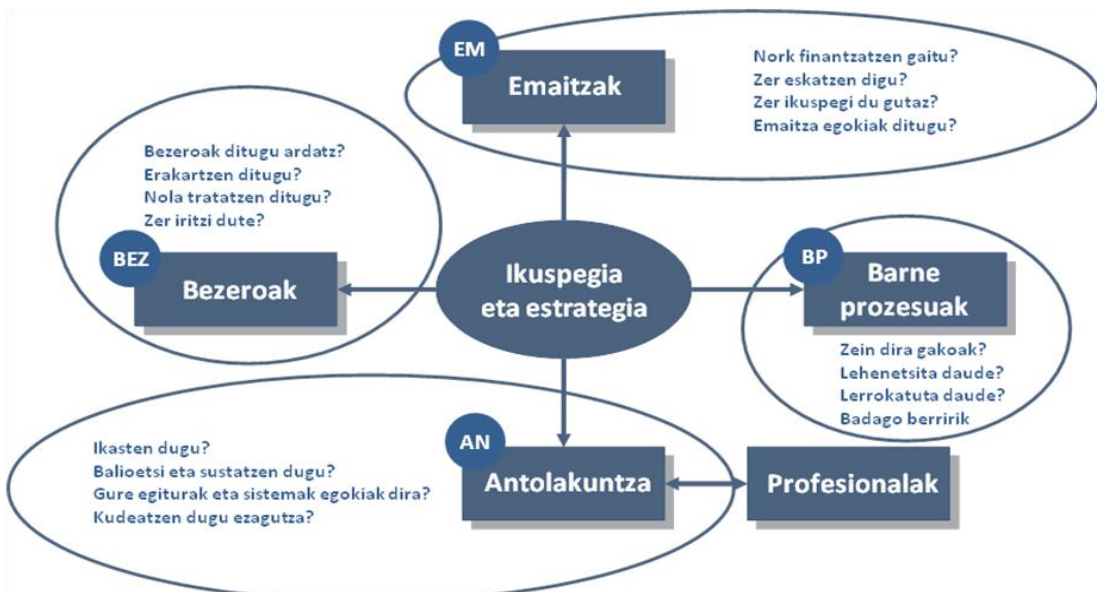 EM
Emaitzak
Nork finantzatzen gaitu?
Zer eskatzen digu?
Zer ikuspegi du gutaz?
Emaitza egokiak ditugu?
Bezeroak ditugu ardatz?
Erakartzen ditugu?
Nola tratatzen ditugu?
Zer iritzi dute?
BEZ
Bezeroak
Ikuspegia
eta estrategia
BP
Barne
prozesuak
Zein dira gakoak?
Lehenetsita daude?
Lerrokatuta daude?
Badago berririk
Ikasten dugu?
Balioetsi eta sustatzen dugu?
Gure egiturak eta sistemak egokiak dira?
Kudeatzen dugu ezagutza?
AN
Antolakuntza
Profesionalak